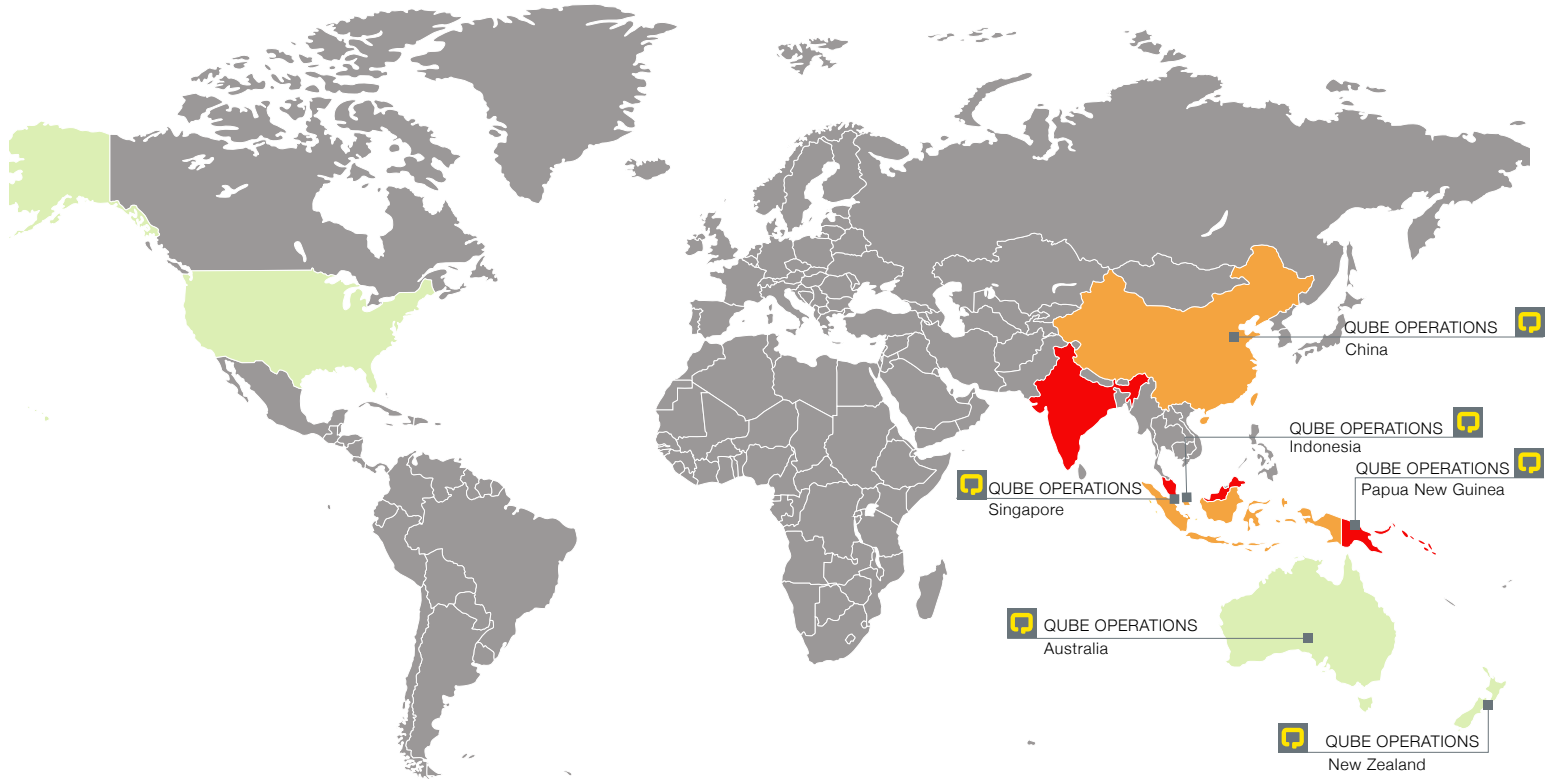 QUBE OPERATIONS
China
QUBE OPERATIONS
Indonesia
QUBE OPERATIONS
Papua New Guinea
QUBE OPERATIONS
Singapore
QUBE OPERATIONS
Australia
QUBE OPERATIONS
New Zealand